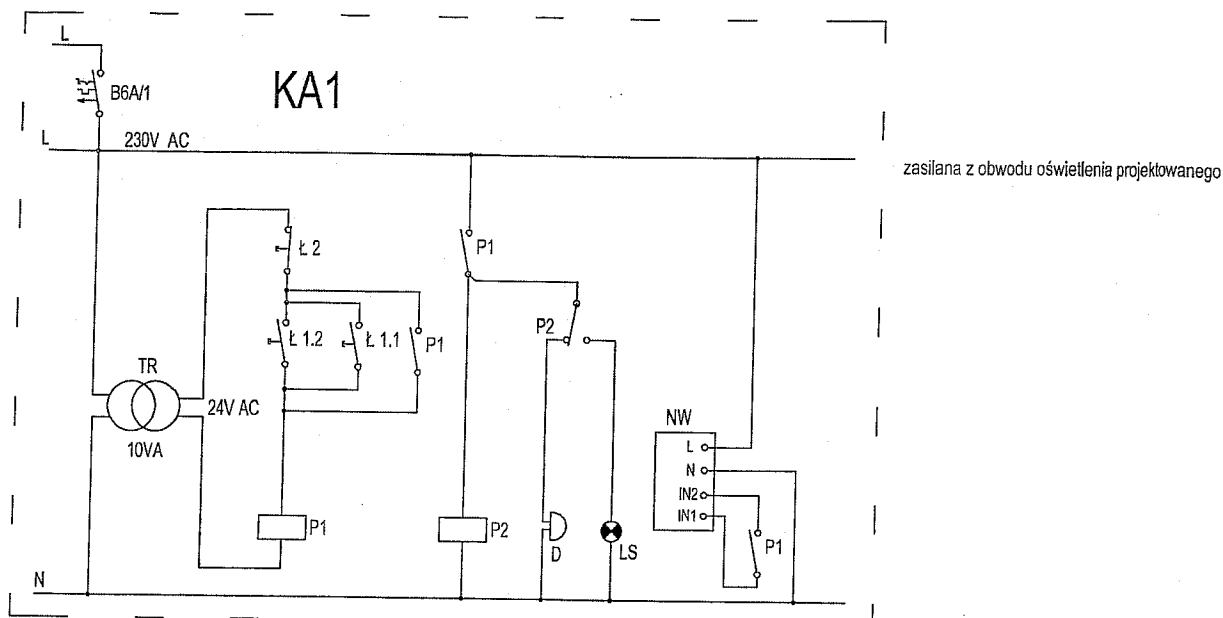 L
B6A/1
KA1
L 230V AC
zasilana z obwodu oświetlenia projektowanego
Ł 2
P1
P2
Ł 1.2
Ł 1.1
P1
TR
24V AC
10VA
NW
L
N
IN2
IN1
P1
P1
P2
D
LS
N